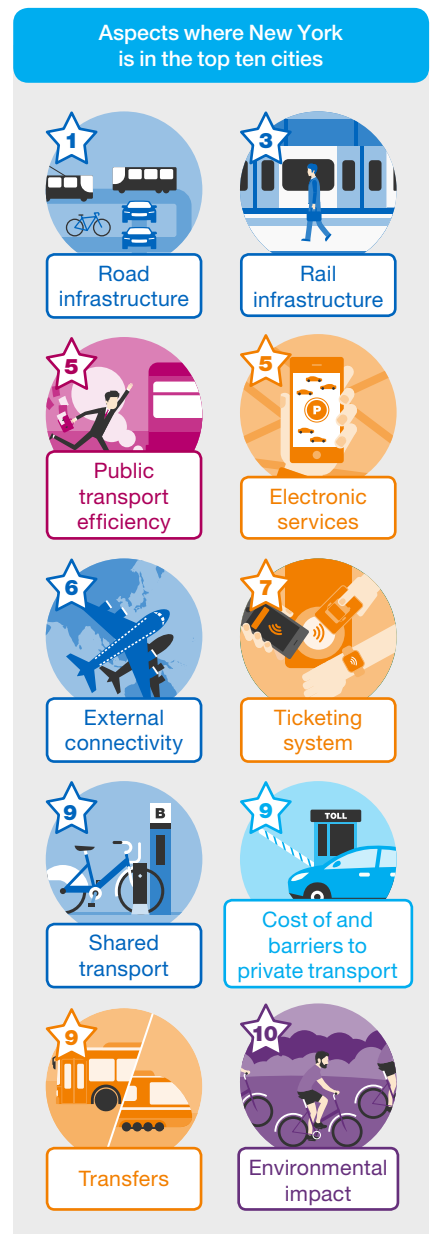 Aspects where New York
is in the top ten cities
1
Road
infrastructure
3
Rail
infrastructure
5
Public
transport
efficiency
5
P
Electronic
services
6
External
connectivity
7
Ticketing
system
9
B
Shared
transport
9
TOLL
Cost of and
barriers to
private transport
9
Transfers
10
Environmental
impact